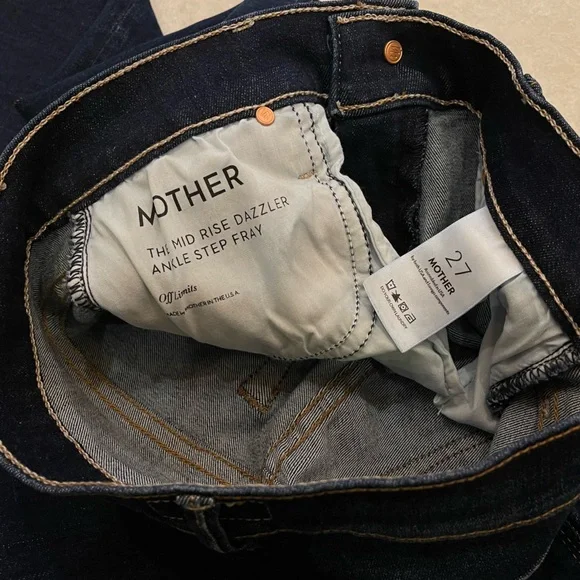 MOTHER
THE MID RISE DAZZLER
ANKLE STEP FRAY
Off Limits
MADE BY MOTHER IN THE U.S.A.
27
MOTHER